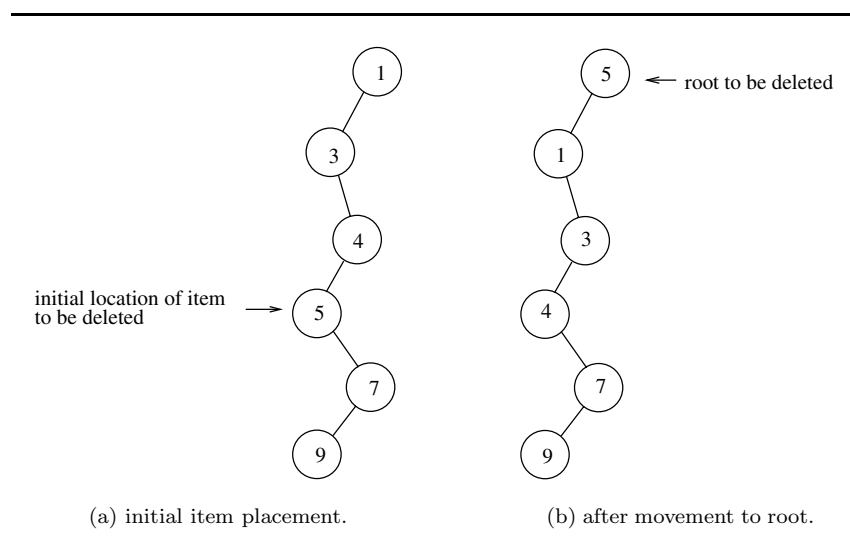 1
5
root to be deleted
3
1
4
3
initial location of item
to be deleted
5
4
7
7
9
9
(a) initial item placement.
(b) after movement to root.